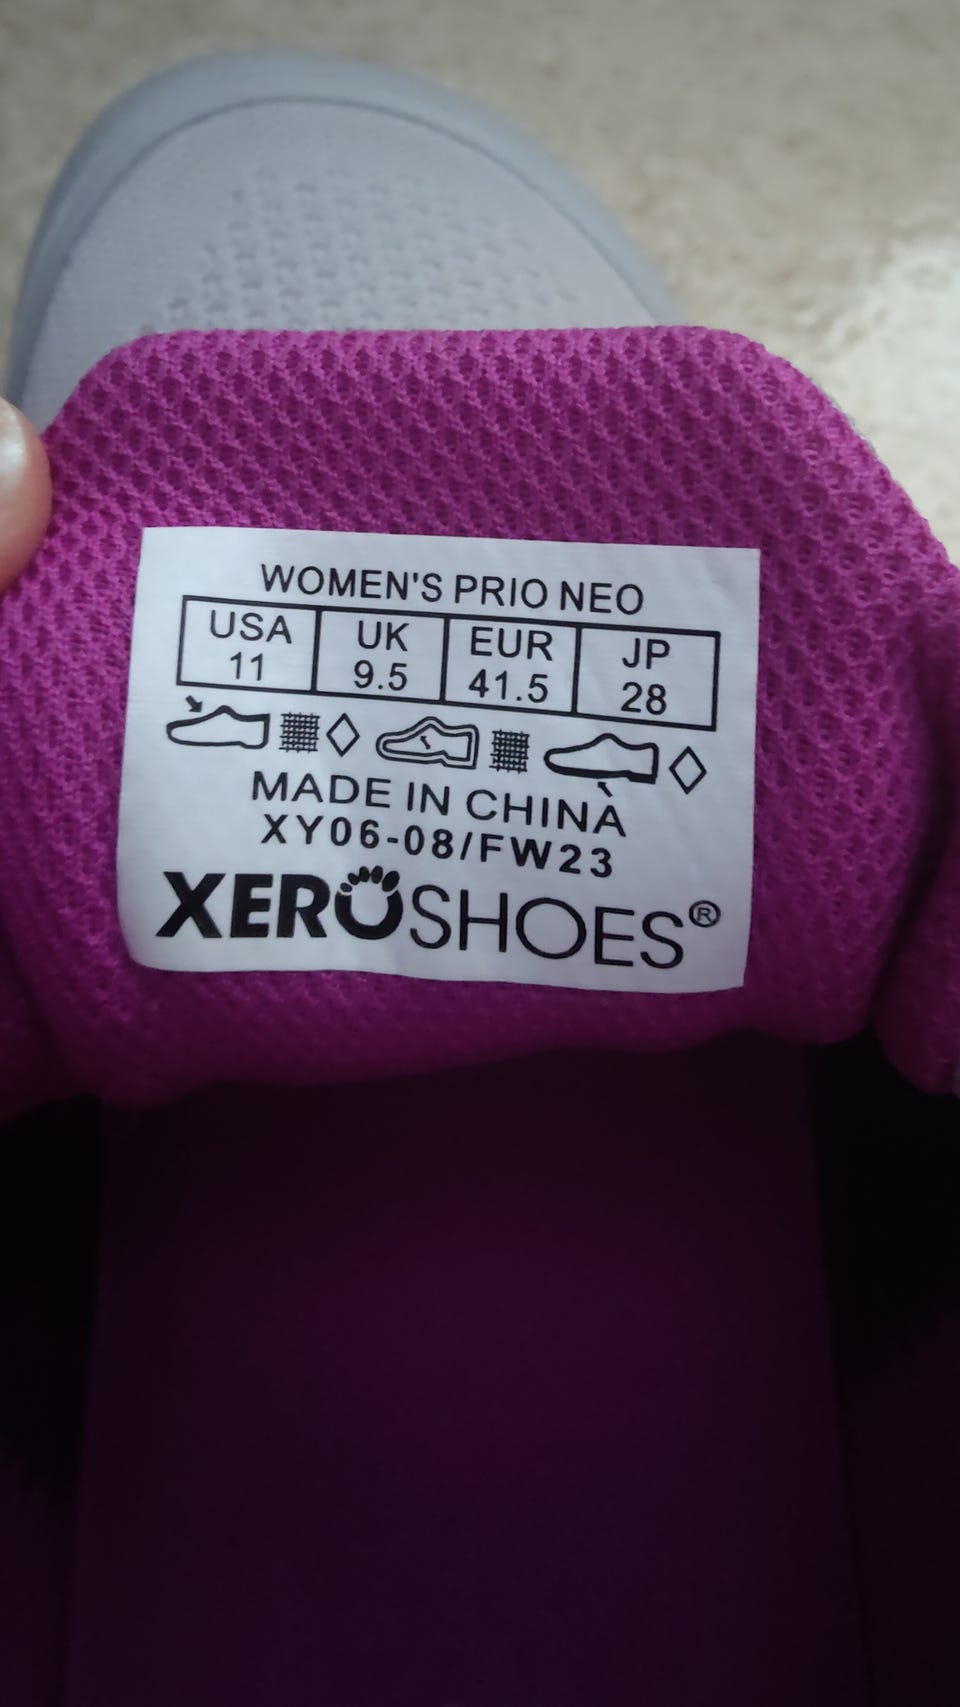 WOMEN'S PRIO NEO
USA UK EUR JP
11 9.5 41.5 28
MADE IN CHINA
XY06-08/FW23
XEROSHOES®